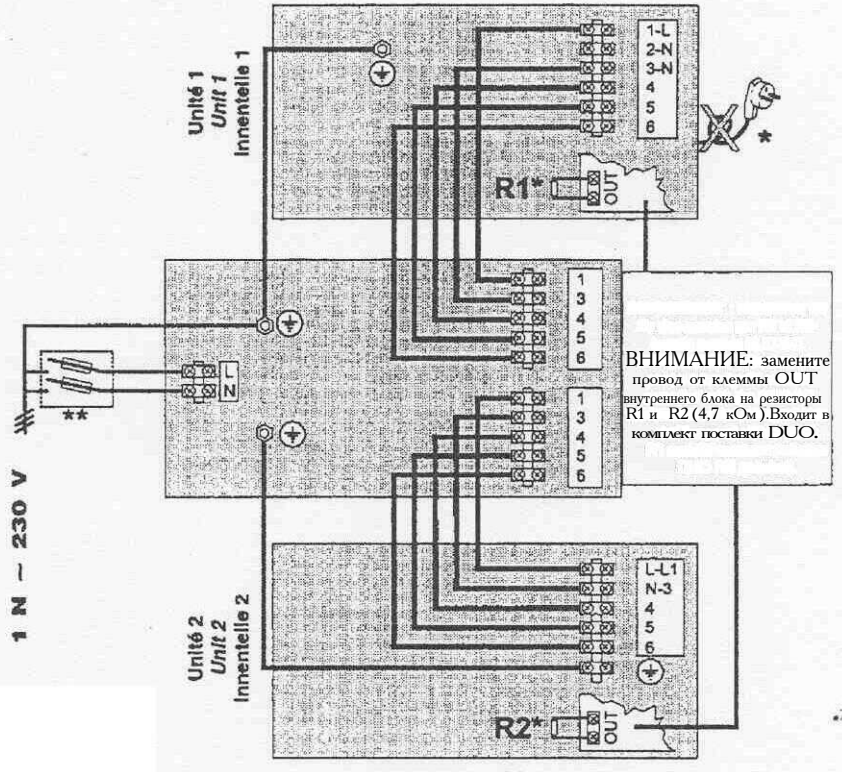 Unité 1
Unit 1
Innenteile 1
1-L
2-N
3-N
4
5
6
*
R1*
OUT
1
3
4
5
6
L
N
**
1 N ~ 230 V
1
3
4
5
6
ВНИМАНИЕ: замените
провод от клеммы OUT
внутреннего блока на резисторы
R1 и R2 (4,7 кОм).Входит в
комплект поставки DUO.
Unité 2
Unit 2
Innenteile 2
L-L1
N-3
4
5
6
R2*
OUT